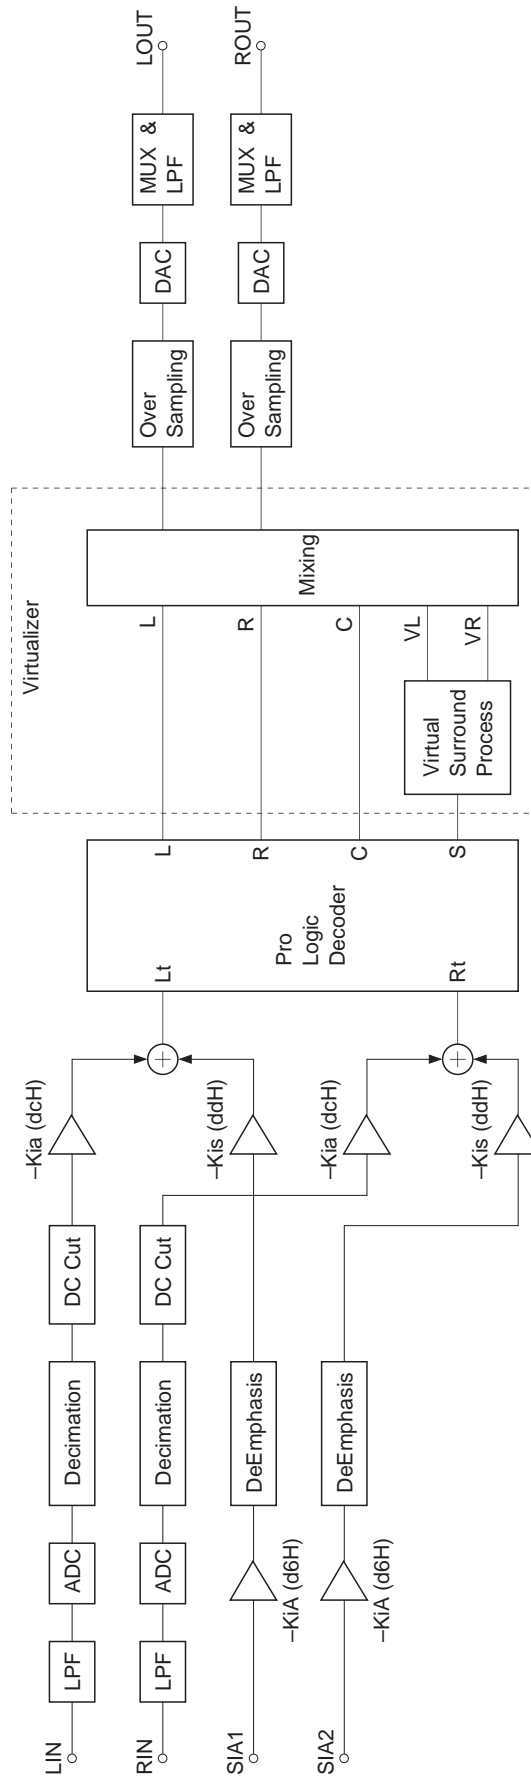 LIN
LPF
ADC
Decimation
DC Cut
–Kia (dcH)
RIN
LPF
ADC
Decimation
DC Cut
–Kis (ddH)
SIA1
–KiA (d6H)
DeEmphasis
–Kia (dcH)
SIA2
–KiA (d6H)
DeEmphasis
–Kis (ddH)
Lt
Rt
Pro
Logic
Decoder
L
R
C
S
Virtualizer
Virtual
Surround
Process
L
R
C
VL
VR
Mixing
Over
Sampling
DAC
MUX &
LPF
LOUT
Over
Sampling
DAC
MUX &
LPF
ROUT